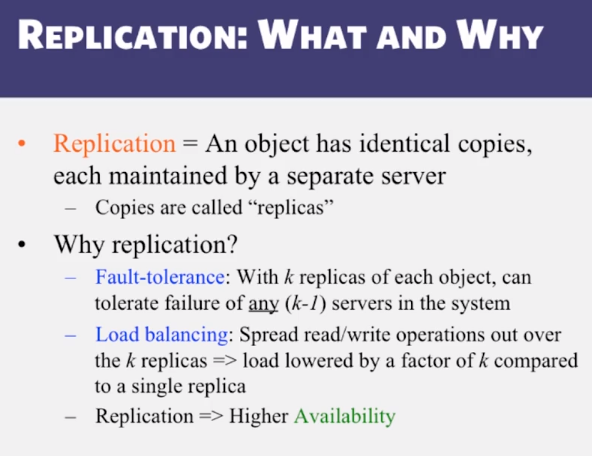 REPLICATION: WHAT AND WHY
• Replication = An object has identical copies,
each maintained by a separate server
– Copies are called “replicas”
• Why replication?
– Fault-tolerance: With k replicas of each object, can
tolerate failure of any (k-1) servers in the system
– Load balancing: Spread read/write operations out over
the k replicas => load lowered by a factor of k compared
to a single replica
– Replication => Higher Availability